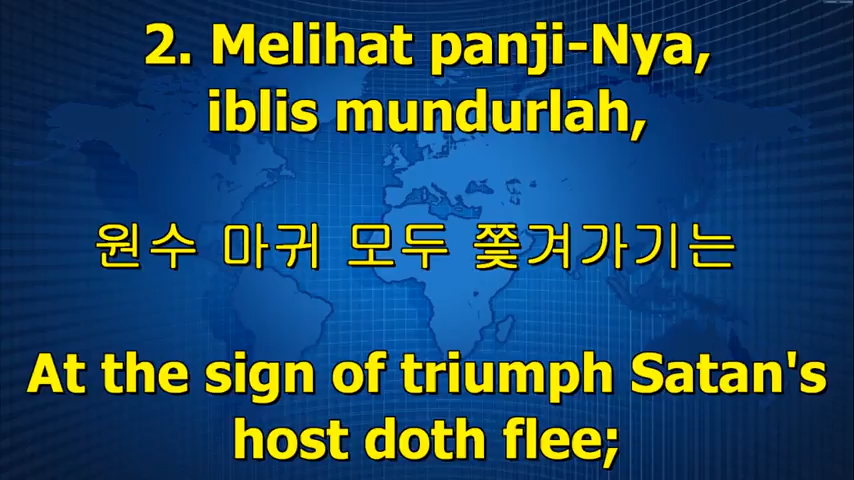 2. Melihat panji-Nya,
iblis mundurlah,
원수 마귀 모두 쫓겨가기는
At the sign of triumph Satan's
host doth flee;